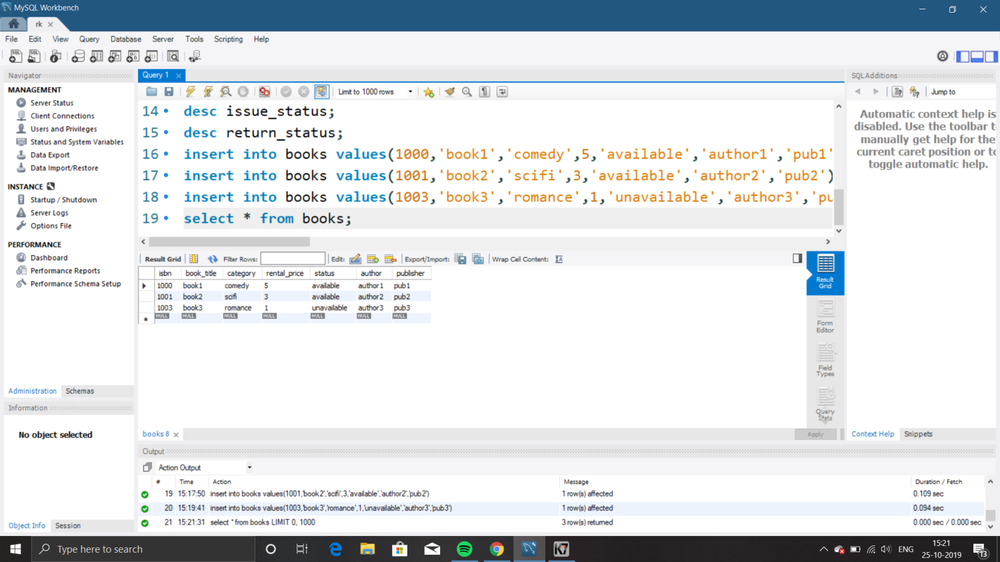 MySQL Workbench
rk
File Edit View Query Database Server Tools Scripting Help
Navigator
MANAGEMENT
Server Status
Client Connections
Users and Privileges
Status and System Variables
Data Export
Data Import/Restore
INSTANCE
Startup / Shutdown
Server Logs
Options File
PERFORMANCE
Dashboard
Performance Reports
Performance Schema Setup
Administration Schemas
Information
No object selected
Object Info Session
Query 1
Limit to 1000 rows
14 desc issue_status;
15 desc return_status;
16 insert into books values(1000,'book1','comedy',5,'available','author1','pub1'
17 insert into books values(1001,'book2','scifi',3,'available','author2','pub2')
18 insert into books values(1003,'book3','romance',1,'unavailable','author3','pu
19 select * from books;
Result Grid Filter Rows: Edit: Export/Import: Wrap Cell Content:
isbn book_title category rental_price status author publisher
1000 book1 comedy 5 available author1 pub1
1001 book2 scifi 3 available author2 pub2
1003 book3 romance 1 unavailable author3 pub3
NULL NULL NULL NULL NULL NULL NULL
Result
Grid
Form
Editor
Field
Types
Query
Stats
books 8
Apply
SQLAdditions
Jump to
Automatic context help is
disabled. Use the toolbar t
manually get help for the
current caret position or to
toggle automatic help.
Context Help Snippets
Output
Action Output
# Time Action Message Duration / Fetch
19 15:17:50 insert into books values(1001,'book2','scifi',3,'available','author2','pub2') 1 row(s) affected 0.109 sec
20 15:19:41 insert into books values(1003,'book3','romance',1,'unavailable','author3','pub3') 1 row(s) affected 0.094 sec
21 15:21:31 select * from books LIMIT 0, 1000 3 row(s) returned 0.000 sec / 0.000 sec
Type here to search
K7
ENG
15:21
25-10-2019
13